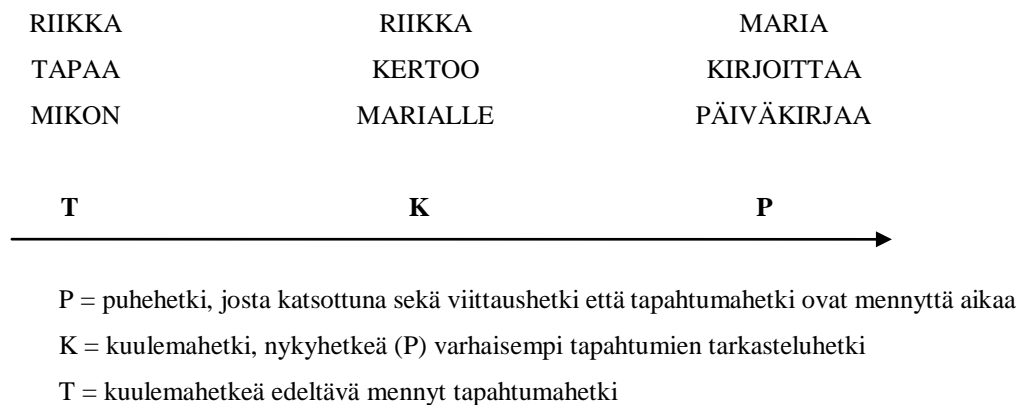 RIIKKA RIIKKA MARIA
TAPAA KERTOO KIRJOITTAA
MIKON MARIALLE PÄIVÄKIRJAA
T K P
P = puhehetki, josta katsottuna sekä viittaushetki että tapahtumahetki ovat mennyttä aikaa
K = kuulemahetki, nykyhetkeä (P) varhaisempi tapahtumien tarkasteluhetki
T = kuulemahetkeä edeltävä mennyt tapahtumahetki